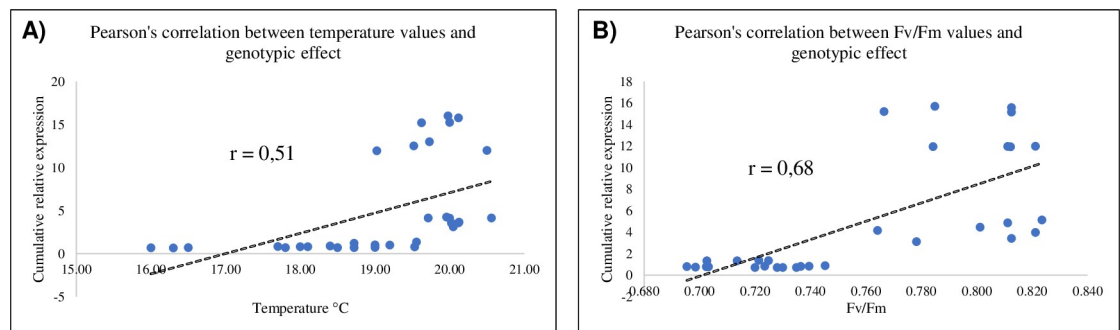 A)
Pearson's correlation between temperature values and
genotypic effect
Cumulative relative expression
20
15
10
5
0
-5
r = 0,51
15.00 16.00 17.00 18.00 19.00 20.00 21.00
Temperature °C
B)
Pearson's correlation between Fv/Fm values and
genotypic effect
Cumulative relative expression
18
16
14
12
10
8
6
4
2
0
-2
r = 0,68
0.680 0.700 0.720 0.740 0.760 0.780 0.800 0.820 0.840
Fv/Fm